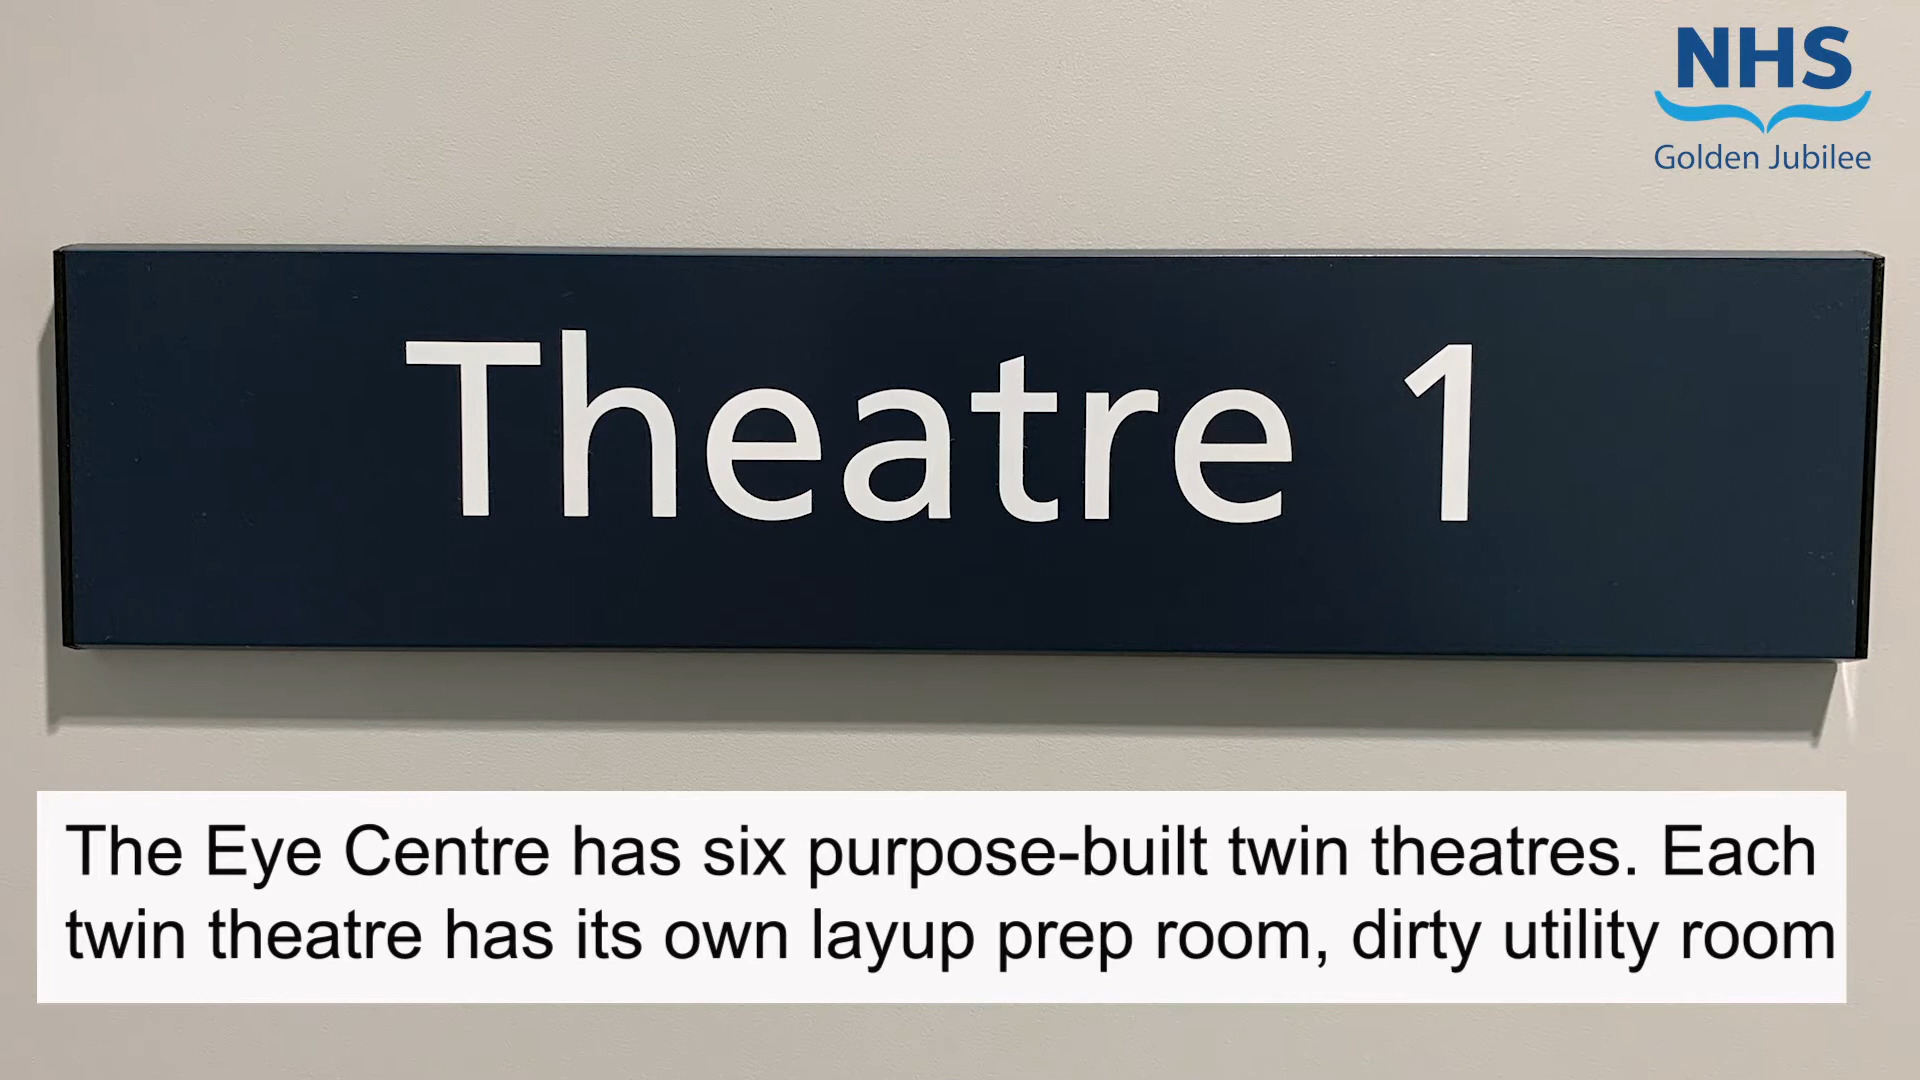 NHS
Golden Jubilee
Theatre 1
The Eye Centre has six purpose-built twin theatres. Each
twin theatre has its own layup prep room, dirty utility room